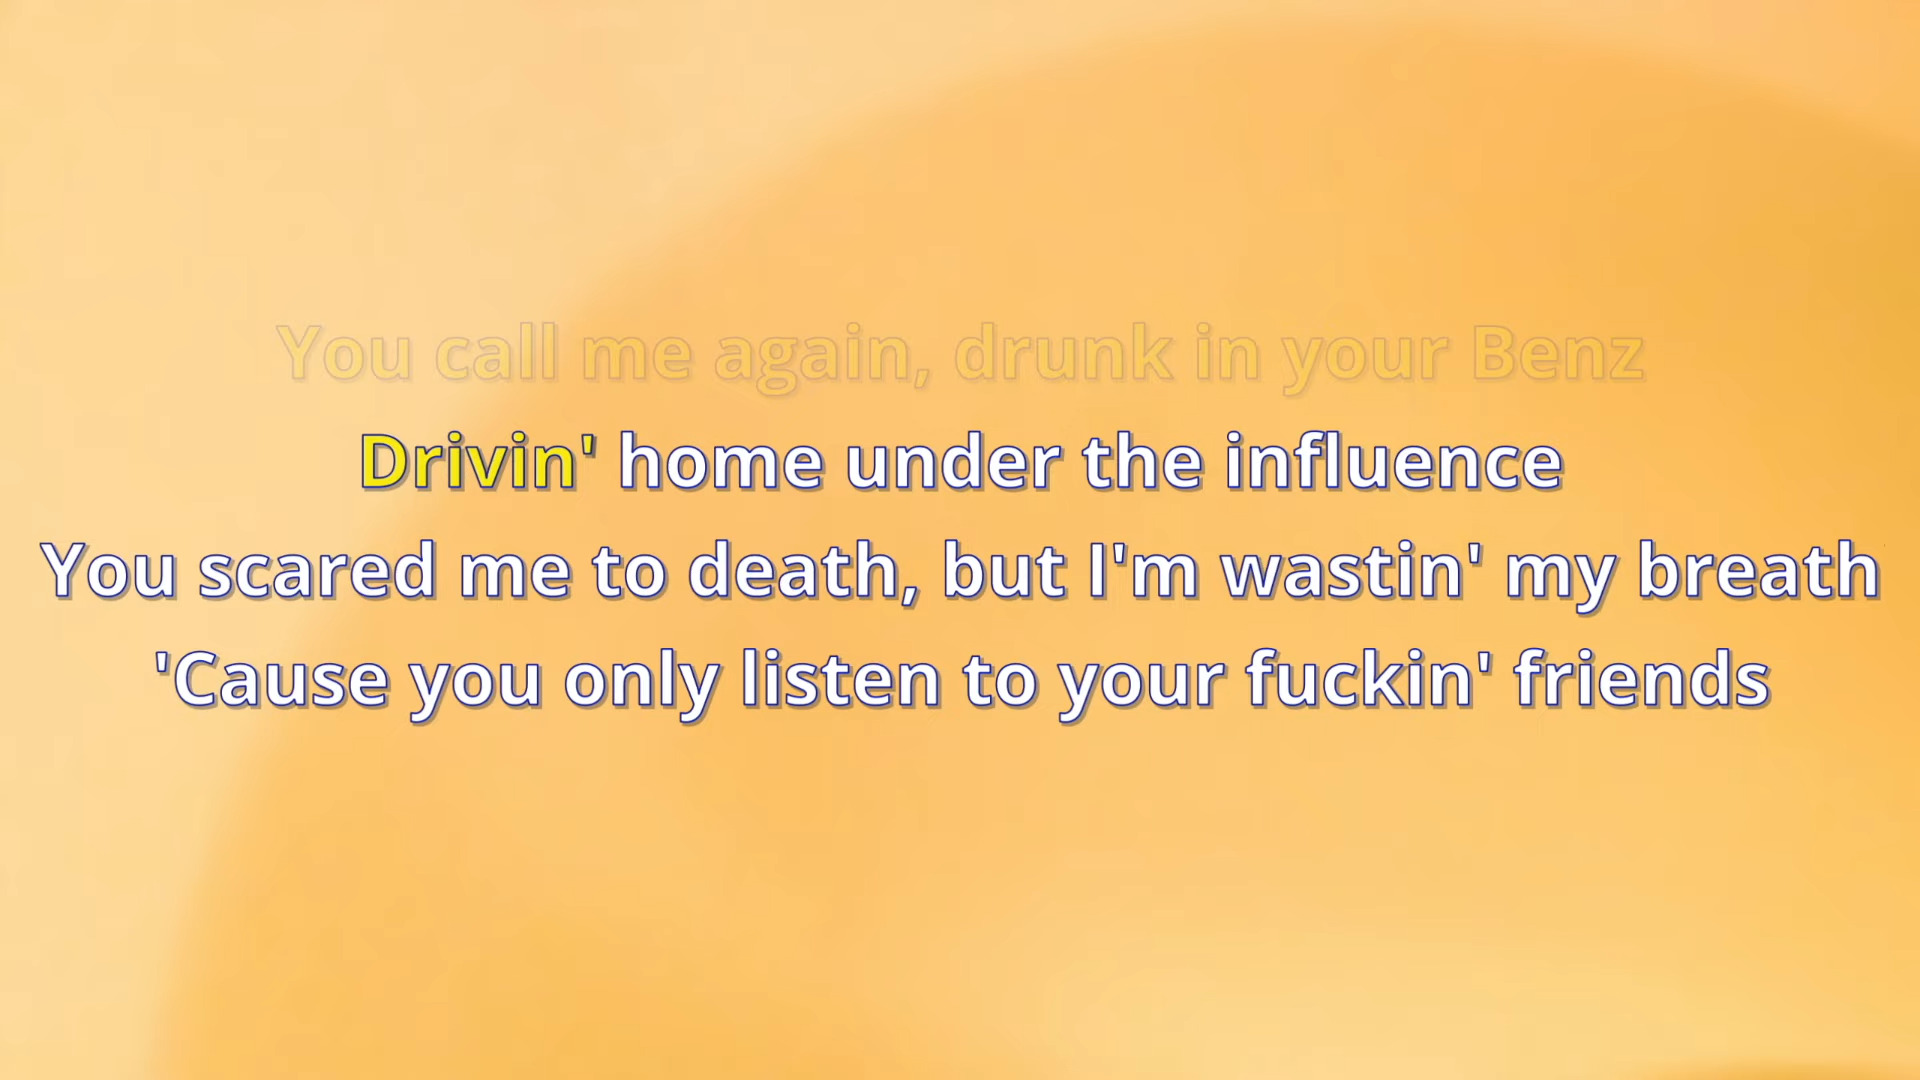 You call me again, drunk in your Benz
Drivin' home under the influence
You scared me to death, but I'm wastin' my breath
'Cause you only listen to your fuckin' friends